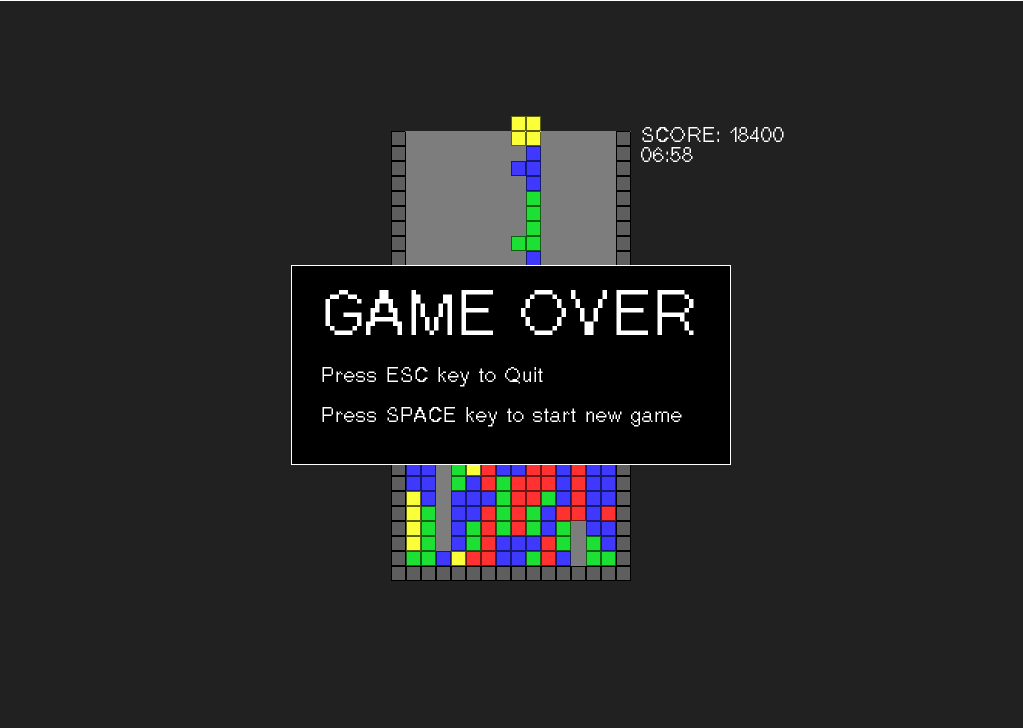 SCORE: 18400
06:58
GAME OVER
Press ESC key to Quit
Press SPACE key to start new game